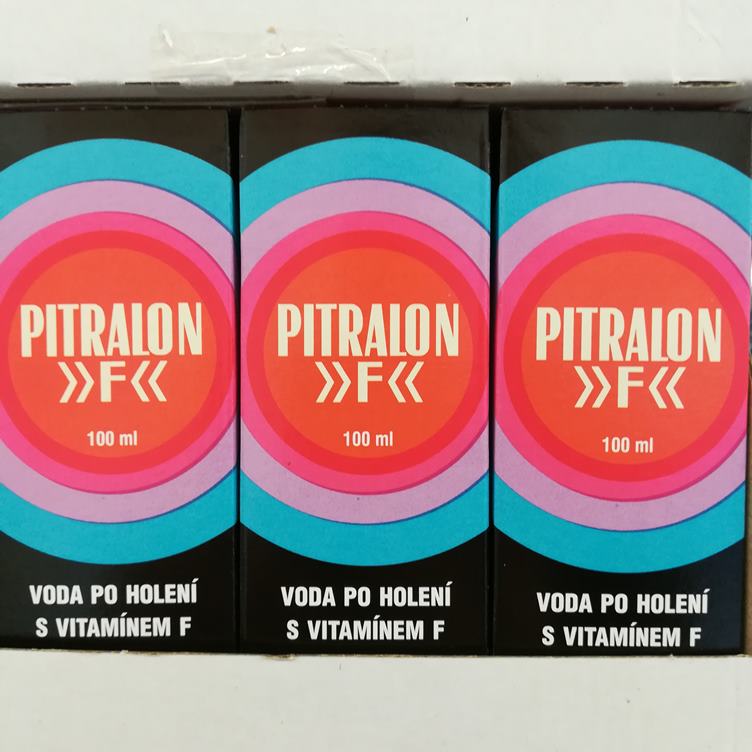 PITRALON
»F«
100 ml
VODA PO HOLENÍ
S VITAMÍNEM F
PITRALON
»F«
100 ml
VODA PO HOLENÍ
S VITAMÍNEM F
PITRALON
»F«
100 ml
VODA PO HOLENÍ
S VITAMÍNEM F